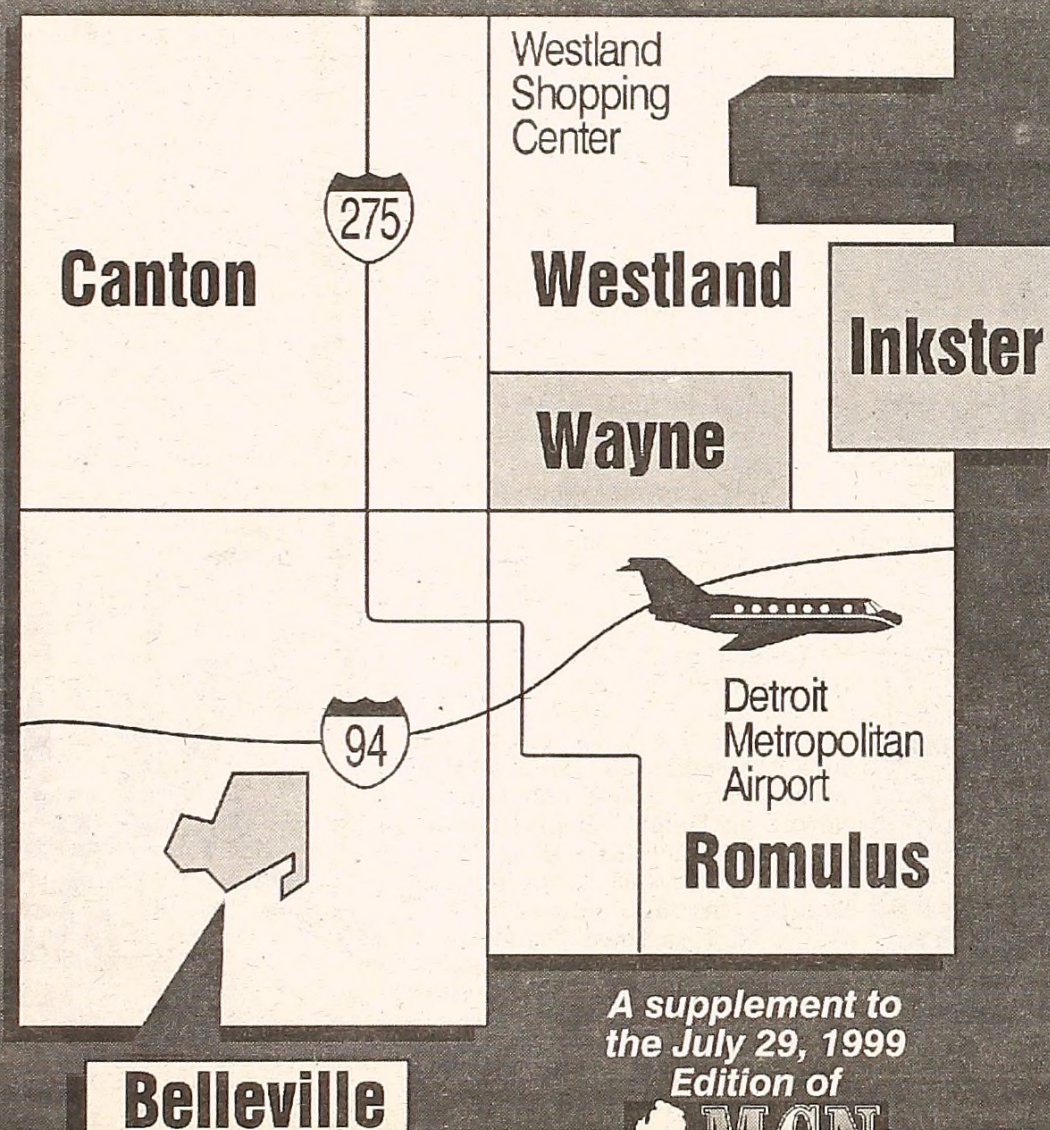 Westland
Shopping
Center
275
Canton
Westland
Inkster
Wayne
94
Detroit
Metropolitan
Airport
Romulus
A supplement to
the July 29, 1999
Edition of
MCN
Belleville